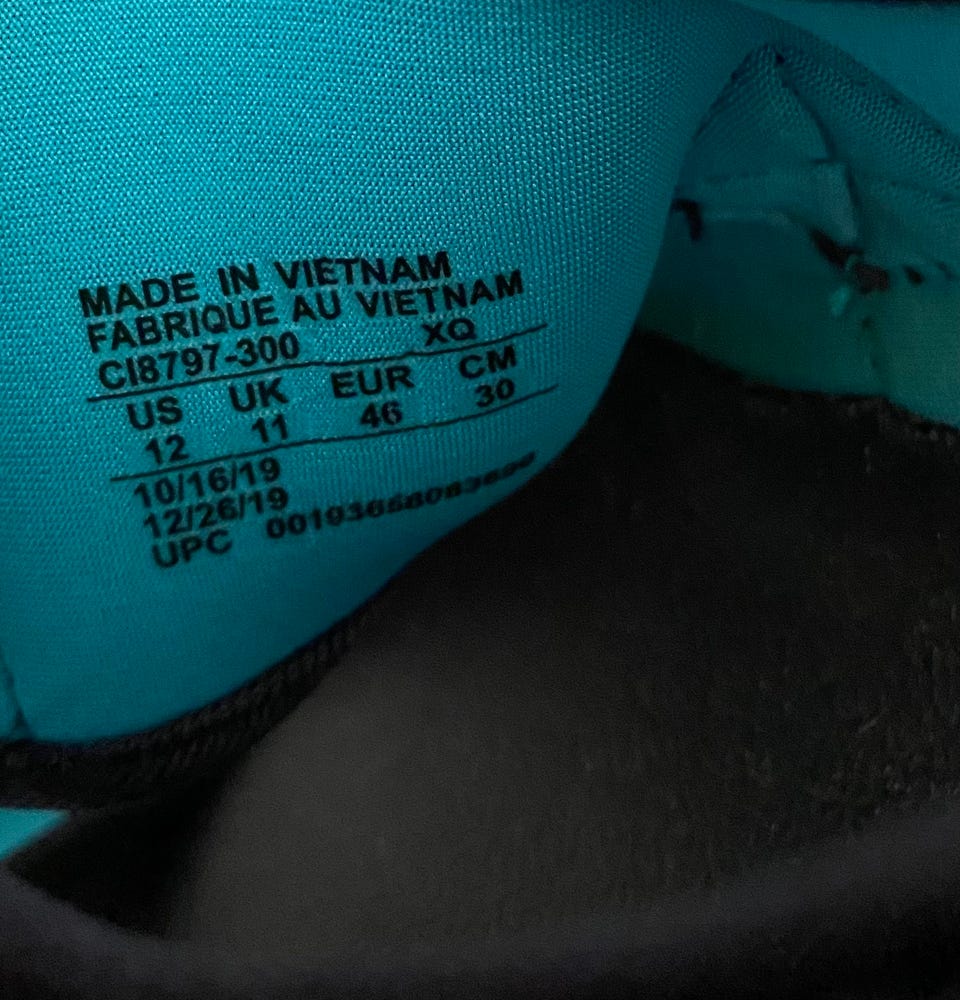 MADE IN VIETNAM
FABRIQUE AU VIETNAM
CI8797-300 XQ
US UK EUR CM
12 11 46 30
10/16/19
12/26/19
UPC